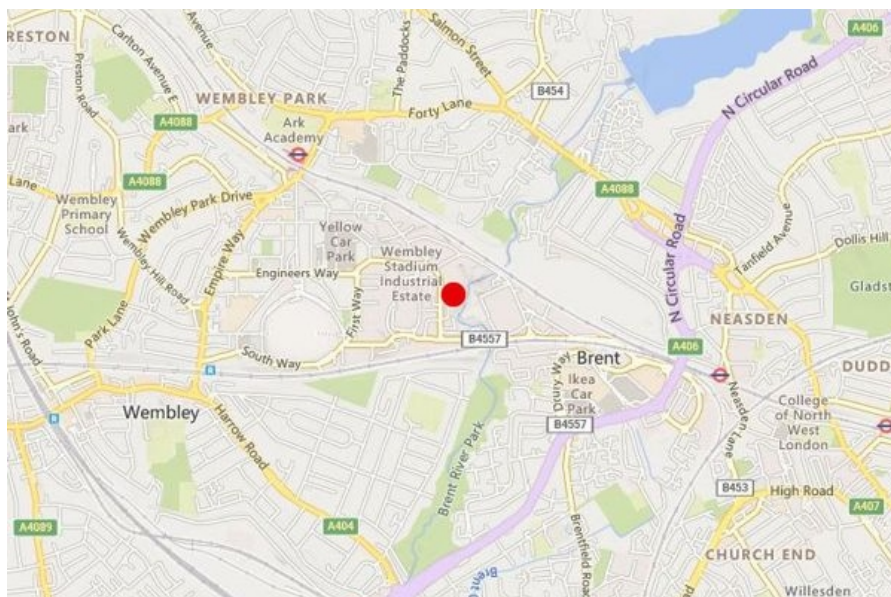 A406
PRESTON
Carlton Avenue E
Avenue
Preston Road
The Paddocks
Salmon Street
N Circular Road
WEMBLEY PARK
B454
Forty Lane
Ark
Academy
A4088
ark
Lane
A4088
A4088
Wembley Park Drive
Wembley
Primary
School
Wembley Hill Road
Empire Way
Yellow
Car
Park
Wembley
Stadium
Industrial
Estate
Engineers Way
First Way
Tanfield Avenue
Dollis Hill
N Circular Road
Gladst
NEASDEN
St John's Road
Park Lane
South Way
B4557
Brent
A406
DUDD
Wembley
Harrow Road
Drury Way
Ikea
Car
Park
B4557
Neasden Lane
College
of North
West
London
Brent River Park
B453
High Road
A407
A4089
A404
Brentfield Road
CHURCH END
Brent
Willesden